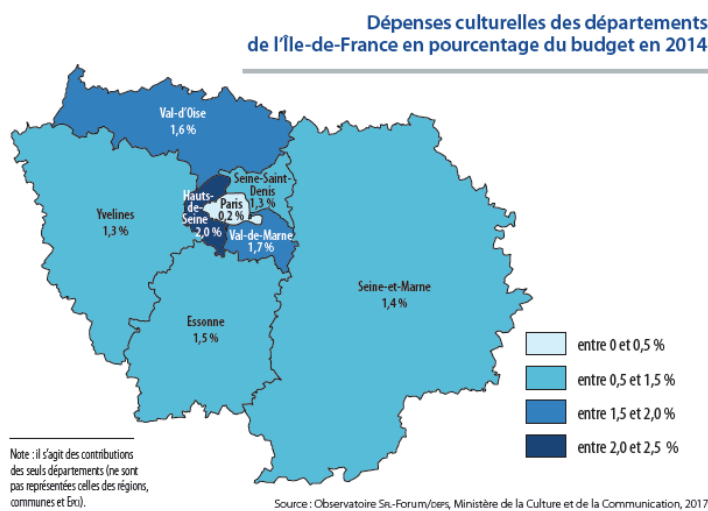 Dépenses culturelles des départements
de l'Île-de-France en pourcentage du budget en 2014
Val-d'Oise
1,6 %
Seine-Saint-
Denis
1,3 %
Hauts-
de-
Seine
2,0 %
Paris
0,2 %
Yvelines
1,3 %
Val-de-Marne
1,7 %
Seine-et-Marne
1,4 %
Essonne
1,5 %
entre 0 et 0,5 %
entre 0,5 et 1,5 %
entre 1,5 et 2,0 %
entre 2,0 et 2,5 %
Note : il s'agit des contributions
des seuls départements (ne sont
pas représentées celles des régions,
communes et EPCI).
Source : Observatoire SFL-Forum/DEPS, Ministère de la Culture et de la Communication, 2017